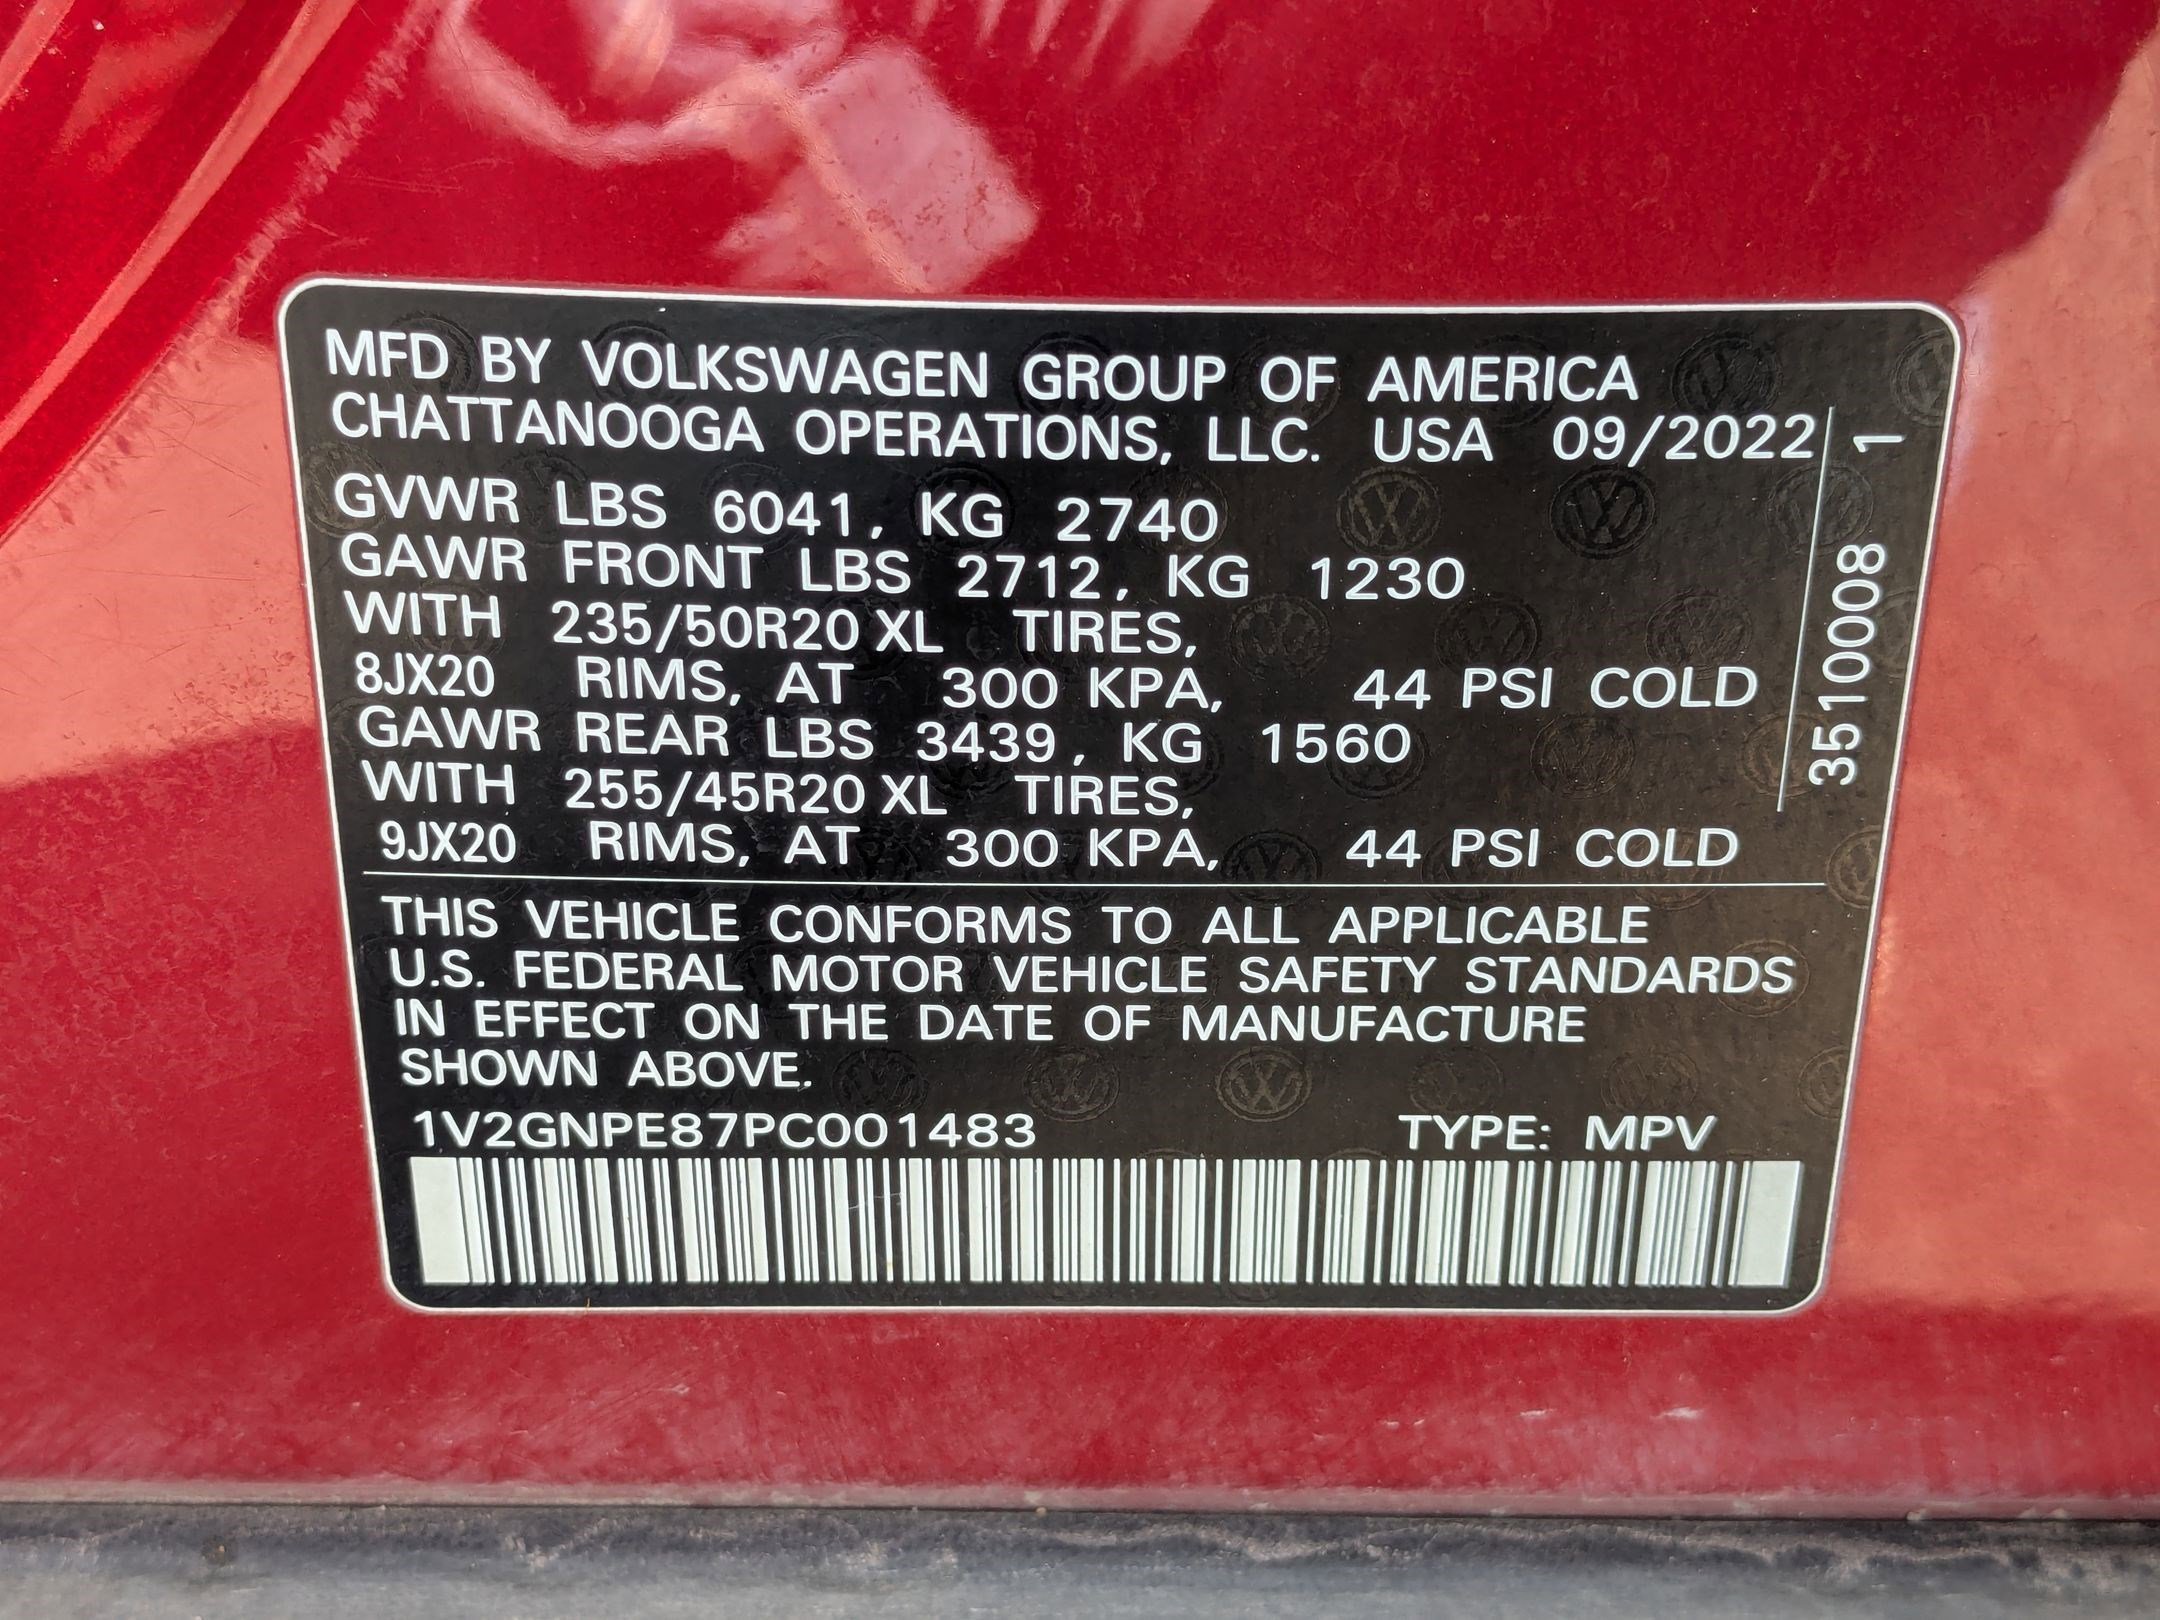 MFD BY VOLKSWAGEN GROUP OF AMERICA
CHATTANOOGA OPERATIONS, LLC. USA 09/2022
GVWR LBS 6041, KG 2740
GAWR FRONT LBS 2712, KG 1230
WITH 235/50R20 XL TIRES,
8JX20 RIMS, AT 300 KPA, 44 PSI COLD
GAWR REAR LBS 3439, KG 1560
WITH 255/45R20 XL TIRES,
9JX20 RIMS, AT 300 KPA, 44 PSI COLD
3510008 1
THIS VEHICLE CONFORMS TO ALL APPLICABLE
U.S. FEDERAL MOTOR VEHICLE SAFETY STANDARDS
IN EFFECT ON THE DATE OF MANUFACTURE
SHOWN ABOVE.
1V2GNPE87PC001483 TYPE: MPV